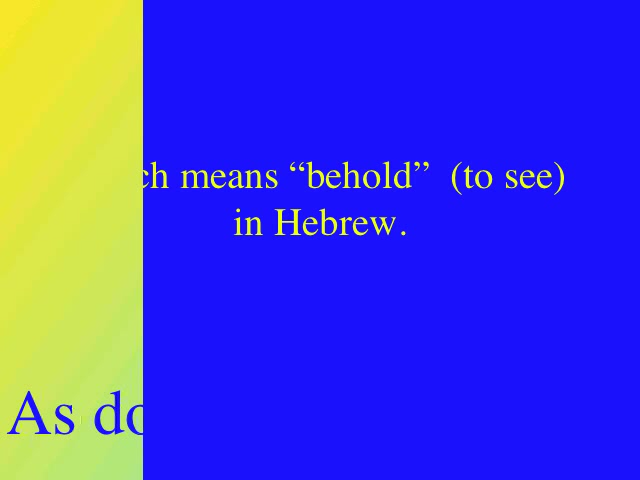 ch means “behold”  (to see)
in Hebrew.
As do